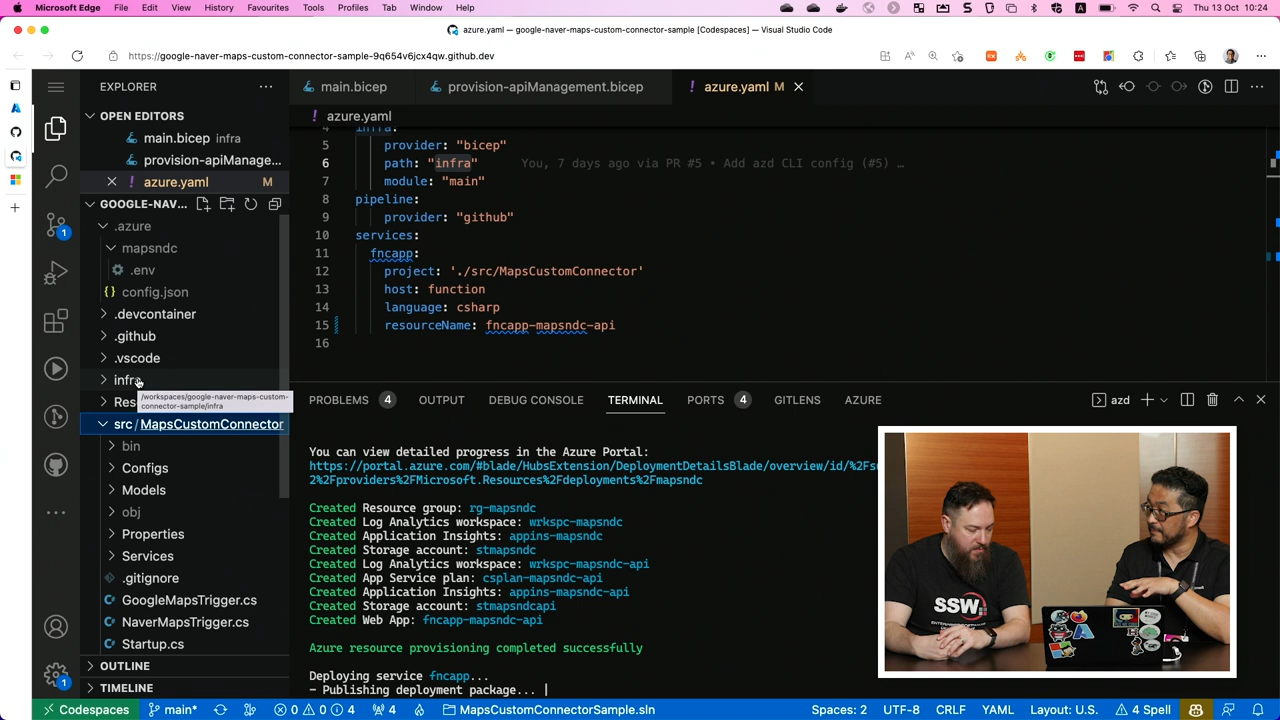 Microsoft Edge File Edit View History Favourites Tools Profiles Tab Window Help
Thu 13 Oct 10:24
azure.yaml — google-naver-maps-custom-connector-sample [Codespaces] — Visual Studio Code
https://google-naver-maps-custom-connector-sample-9q654v6jcx4qw.github.dev
EXPLORER
main.bicep
provision-apiManagement.bicep
azure.yaml M
OPEN EDITORS
main.bicep infra
provision-apiManage...
azure.yaml M
GOOGLE-NAV...
.azure
mapsndc
.env
config.json
.devcontainer
.github
.vscode
infra
Res
/workspaces/google-naver-maps-custom-
connector-sample/infra
src / MapsCustomConnector
bin
Configs
Models
obj
Properties
Services
.gitignore
GoogleMapsTrigger.cs
NaverMapsTrigger.cs
Startup.cs
OUTLINE
TIMELINE
azure.yaml
4 infra:
5 provider: "bicep"
6 path: "infra" You, 7 days ago via PR #5 • Add azd CLI config (#5) …
7 module: "main"
8 pipeline:
9 provider: "github"
10 services:
11 fncapp:
12 project: './src/MapsCustomConnector'
13 host: function
14 language: csharp
15 resourceName: fncapp-mapsndc-api
16
PROBLEMS 4 OUTPUT DEBUG CONSOLE TERMINAL PORTS 4 GITLENS AZURE
azd
You can view detailed progress in the Azure Portal:
https://portal.azure.com/#blade/HubsExtension/DeploymentDetailsBlade/overview/id/%2Fsu
2%2Fproviders%2FMicrosoft.Resources%2Fdeployments%2Fmapsndc
Created Resource group: rg-mapsndc
Created Log Analytics workspace: wrkspc-mapsndc
Created Application Insights: appins-mapsndc
Created Storage account: stmapsndc
Created Log Analytics workspace: wrkspc-mapsndc-api
Created App Service plan: csplan-mapsndc-api
Created Application Insights: appins-mapsndc-api
Created Storage account: stmapsndcapi
Created Web App: fncapp-mapsndc-api
Azure resource provisioning completed successfully
Deploying service fncapp...
- Publishing deployment package...
SSW
1
1
Codespaces main* 0 0 4 4 MapsCustomConnectorSample.sln Spaces: 2 UTF-8 CRLF YAML Layout: U.S. 4 Spell